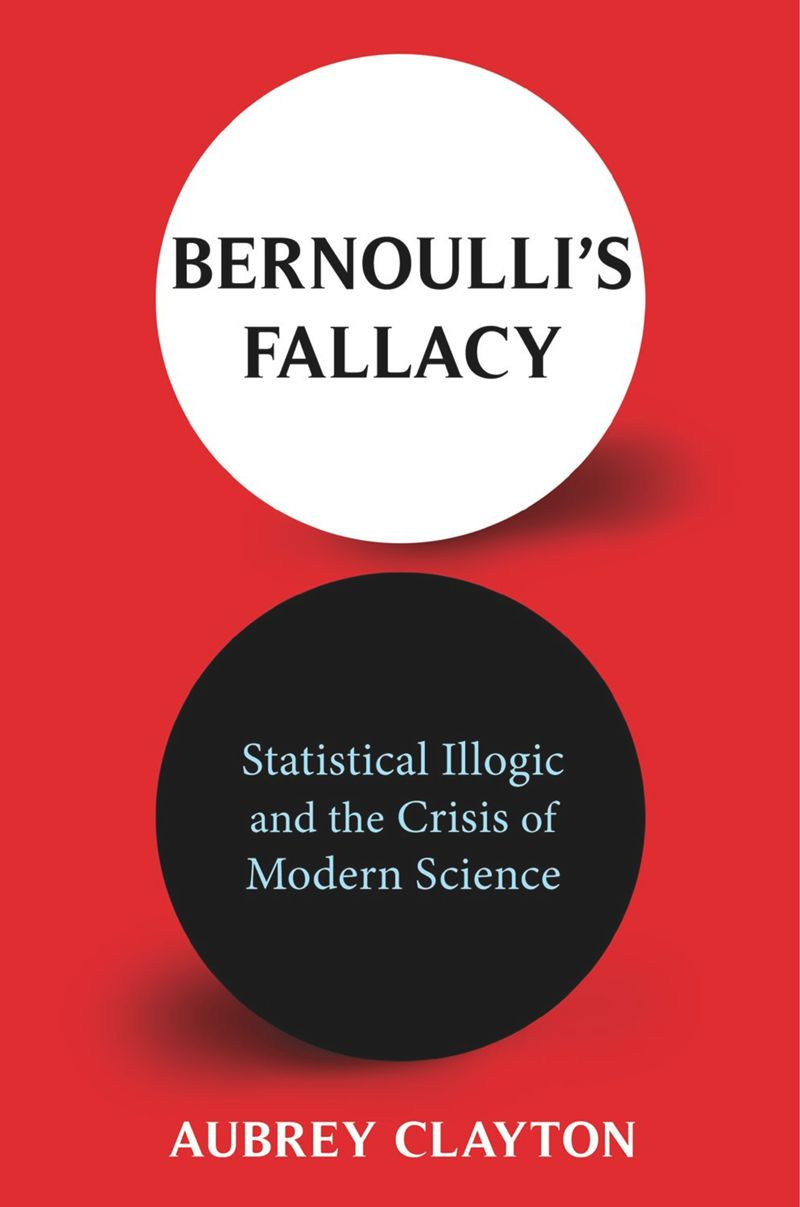 BERNOULLI’S
FALLACY
Statistical Illogic
and the Crisis of
Modern Science
AUBREY CLAYTON